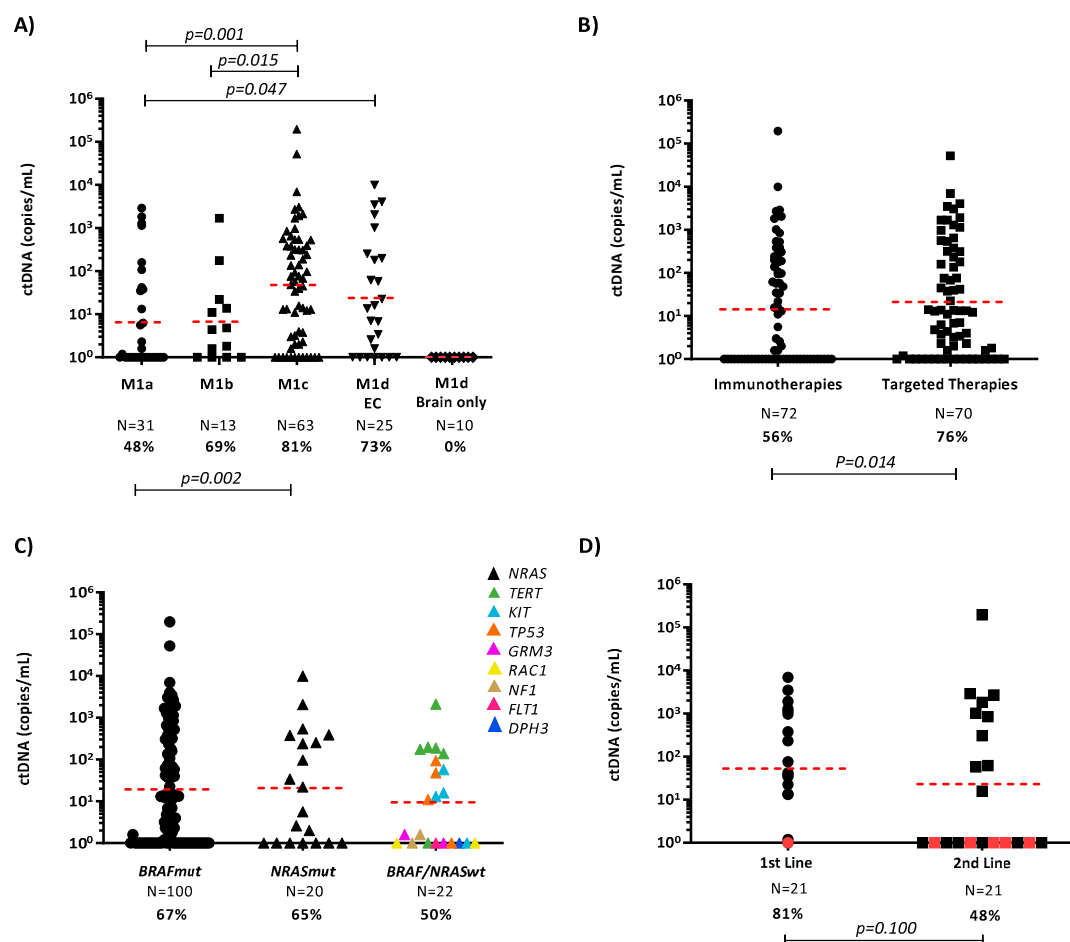 A)
p=0.001
p=0.015
p=0.047
ctDNA (copies/mL)
10⁶
10⁵
10⁴
10³
10²
10¹
10⁰
M1a M1b M1c M1d EC M1d Brain only
N=31 N=13 N=63 N=25 N=10
48% 69% 81% 73% 0%
p=0.002
B)
ctDNA (copies/mL)
10⁶
10⁵
10⁴
10³
10²
10¹
10⁰
Immunotherapies Targeted Therapies
N=72 N=70
56% 76%
P=0.014
C)
ctDNA (copies/mL)
10⁶
10⁵
10⁴
10³
10²
10¹
10⁰
NRAS
TERT
KIT
TP53
GRM3
RAC1
NF1
FLT1
DPH3
BRAFmut NRASmut BRAF/NRASwt
N=100 N=20 N=22
67% 65% 50%
D)
ctDNA (copies/mL)
10⁶
10⁵
10⁴
10³
10²
10¹
10⁰
1st Line 2nd Line
N=21 N=21
81% 48%
p=0.100